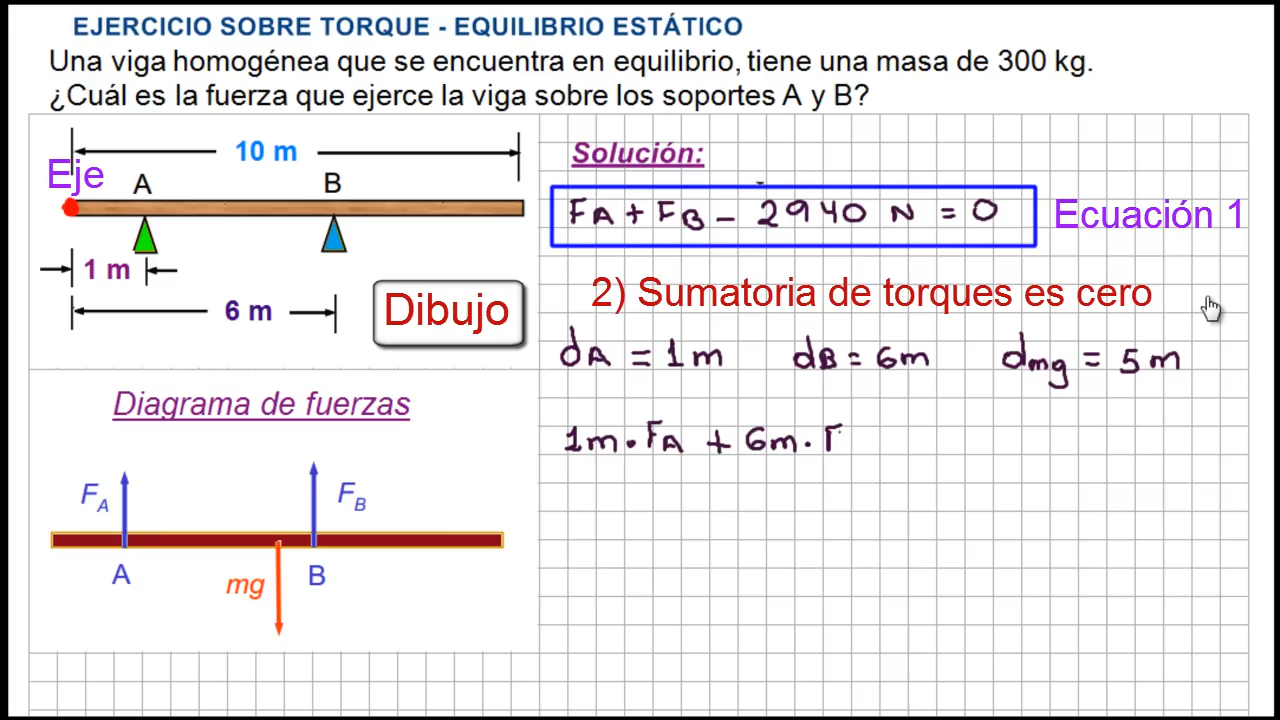 EJERCICIO SOBRE TORQUE - EQUILIBRIO ESTÁTICO
Una viga homogénea que se encuentra en equilibrio, tiene una masa de 300 kg.
¿Cuál es la fuerza que ejerce la viga sobre los soportes A y B?
10 m
Eje
A
B
1 m
6 m
Dibujo
Diagrama de fuerzas
F_A
F_B
A
B
mg
Solución:
FA + FB - 2940 N = 0
Ecuación 1
2) Sumatoria de torques es cero
dA = 1m dB = 6m dmg = 5m
1m · FA + 6m ·